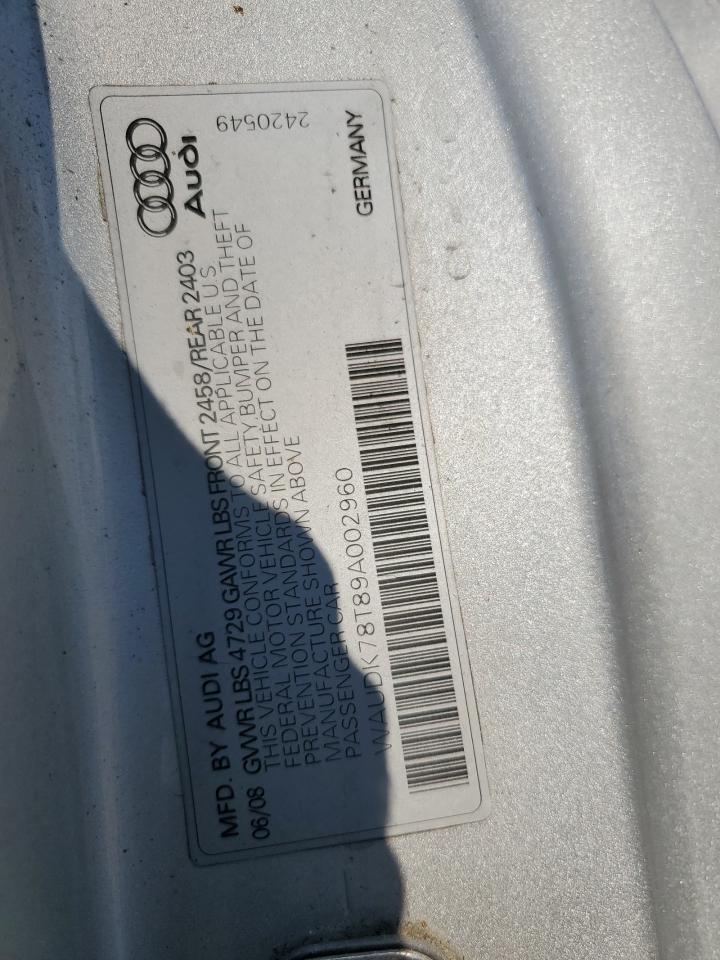 2420549
Audi
GERMANY
MFD. BY AUDI AG
06/08 GVWR LBS 4729 GAWR LBS FRONT 2458/REAR 2403
THIS VEHICLE CONFORMS TO ALL APPLICABLE U.S.
FEDERAL MOTOR VEHICLE SAFETY, BUMPER AND THEFT
PREVENTION STANDARDS IN EFFECT ON THE DATE OF
MANUFACTURE SHOWN ABOVE
PASSENGER CAR
WAUDK78T89A002960